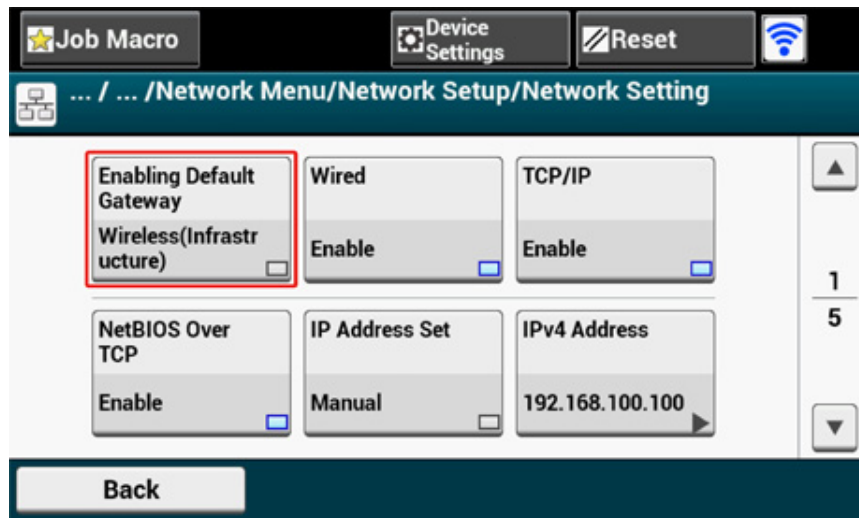 Job Macro
Device
Settings
Reset
... / ... /Network Menu/Network Setup/Network Setting
Enabling Default
Gateway
Wireless(Infrastr
ucture)
Wired
Enable
TCP/IP
Enable
1
5
NetBIOS Over
TCP
Enable
IP Address Set
Manual
IPv4 Address
192.168.100.100
Back